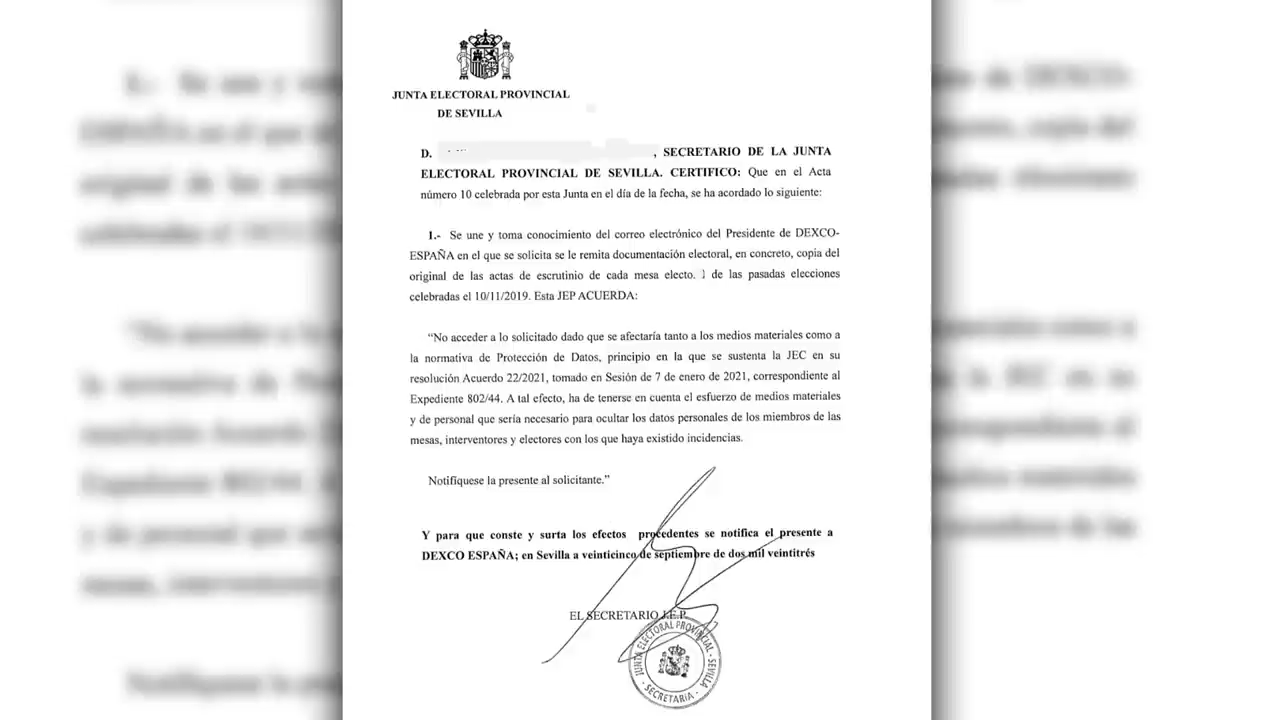 JUNTA ELECTORAL PROVINCIAL
DE SEVILLA
D. , SECRETARIO DE LA JUNTA
ELECTORAL PROVINCIAL DE SEVILLA. CERTIFICO: Que en el Acta
número 10 celebrada por esta Junta en el día de la fecha, se ha acordado lo siguiente:
1.- Se une y toma conocimiento del correo electrónico del Presidente de DEXCO-
ESPAÑA en el que se solicita se le remita documentación electoral, en concreto, copia del
original de las actas de escrutinio de cada mesa electo. l de las pasadas elecciones
celebradas el 10/11/2019. Esta JEP ACUERDA:
“No acceder a lo solicitado dado que se afectaría tanto a los medios materiales como a
la normativa de Protección de Datos, principio en la que se sustenta la JEC en su
resolución Acuerdo 22/2021, tomado en Sesión de 7 de enero de 2021, correspondiente al
Expediente 802/44. A tal efecto, ha de tenerse en cuenta el esfuerzo de medios materiales
y de personal que sería necesario para ocultar los datos personales de los miembros de las
mesas, interventores y electores con los que haya existido incidencias.
Notifíquese la presente al solicitante.”
Y para que conste y surta los efectos procedentes se notifica el presente a
DEXCO ESPAÑA; en Sevilla a veinticinco de septiembre de dos mil veintitrés
EL SECRETARIO J.E.P.
JUNTA ELECTORAL PROVINCIAL - SEVILLA
- SECRETARIA -